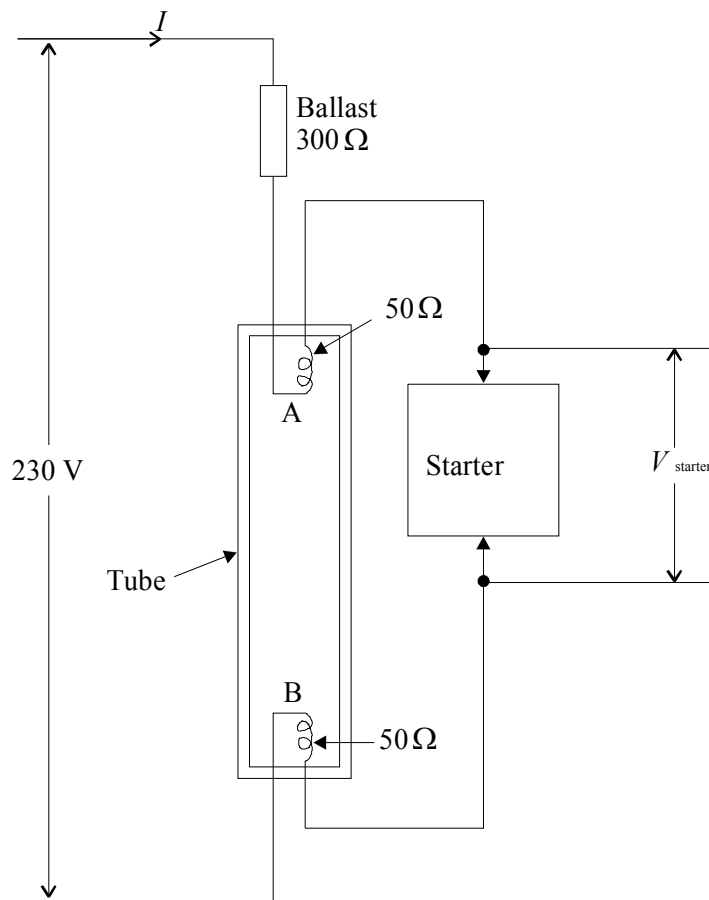 I
Ballast
300 Ω
50 Ω
A
230 V
Starter
V starter
Tube
B
50 Ω